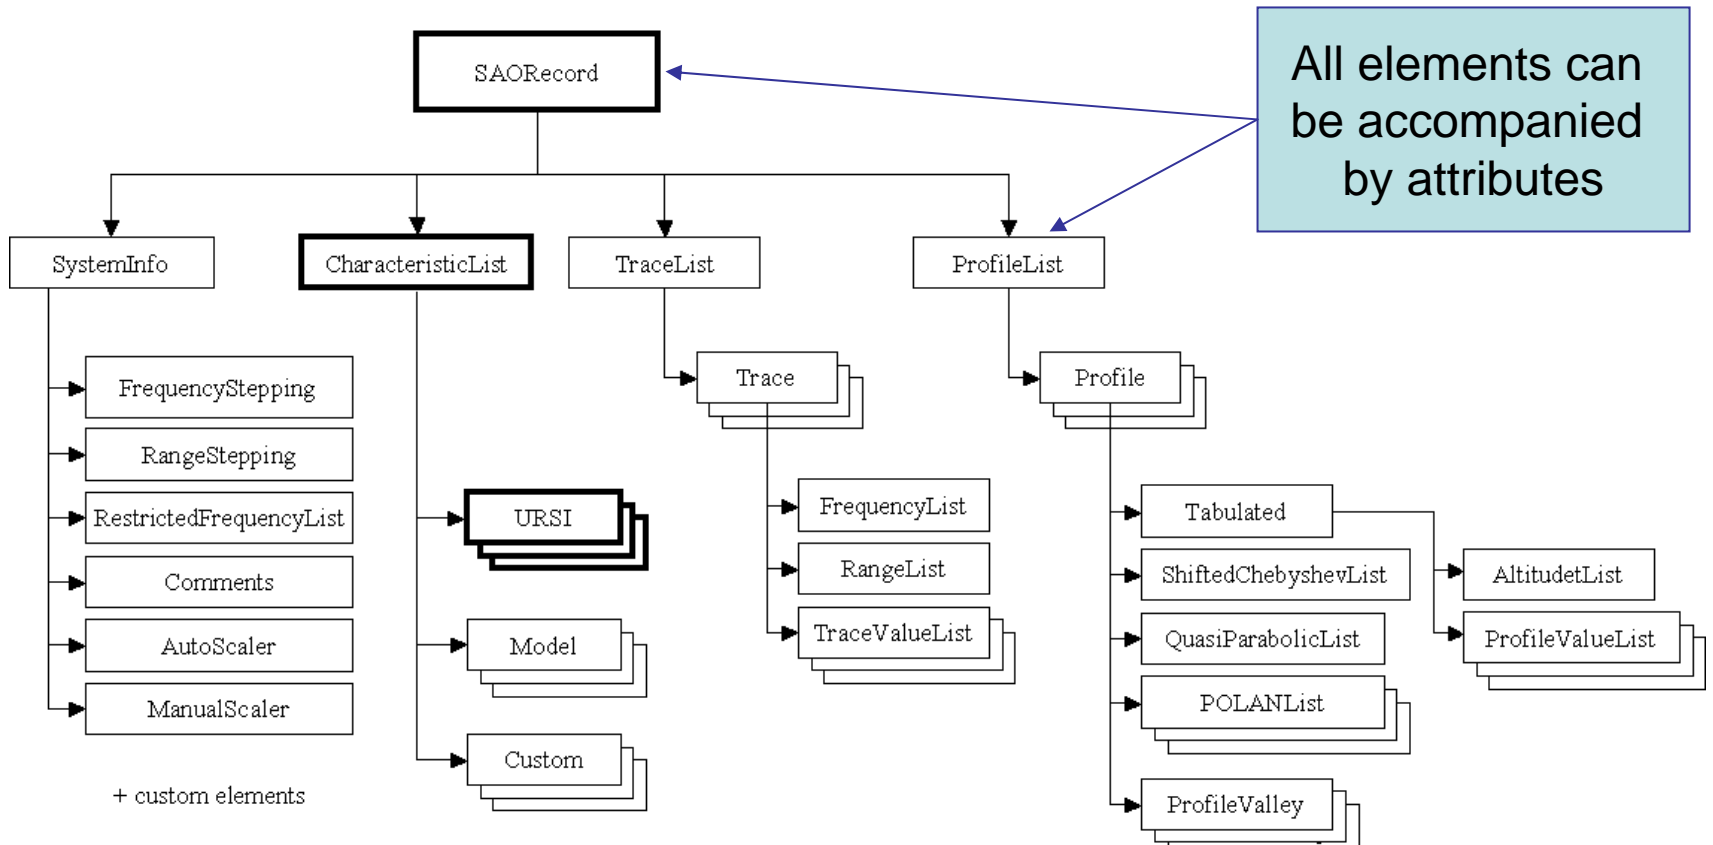 SAORecord
All elements can
be accompanied
by attributes
SystemInfo
CharacteristicList
TraceList
ProfileList
FrequencyStepping
RangeStepping
RestrictedFrequencyList
Comments
AutoScaler
ManualScaler
+ custom elements
URSI
Model
Custom
Trace
FrequencyList
RangeList
TraceValueList
Profile
Tabulated
ShiftedChebyshevList
QuasiParabolicList
POLANList
ProfileValley
AltitudetList
ProfileValueList